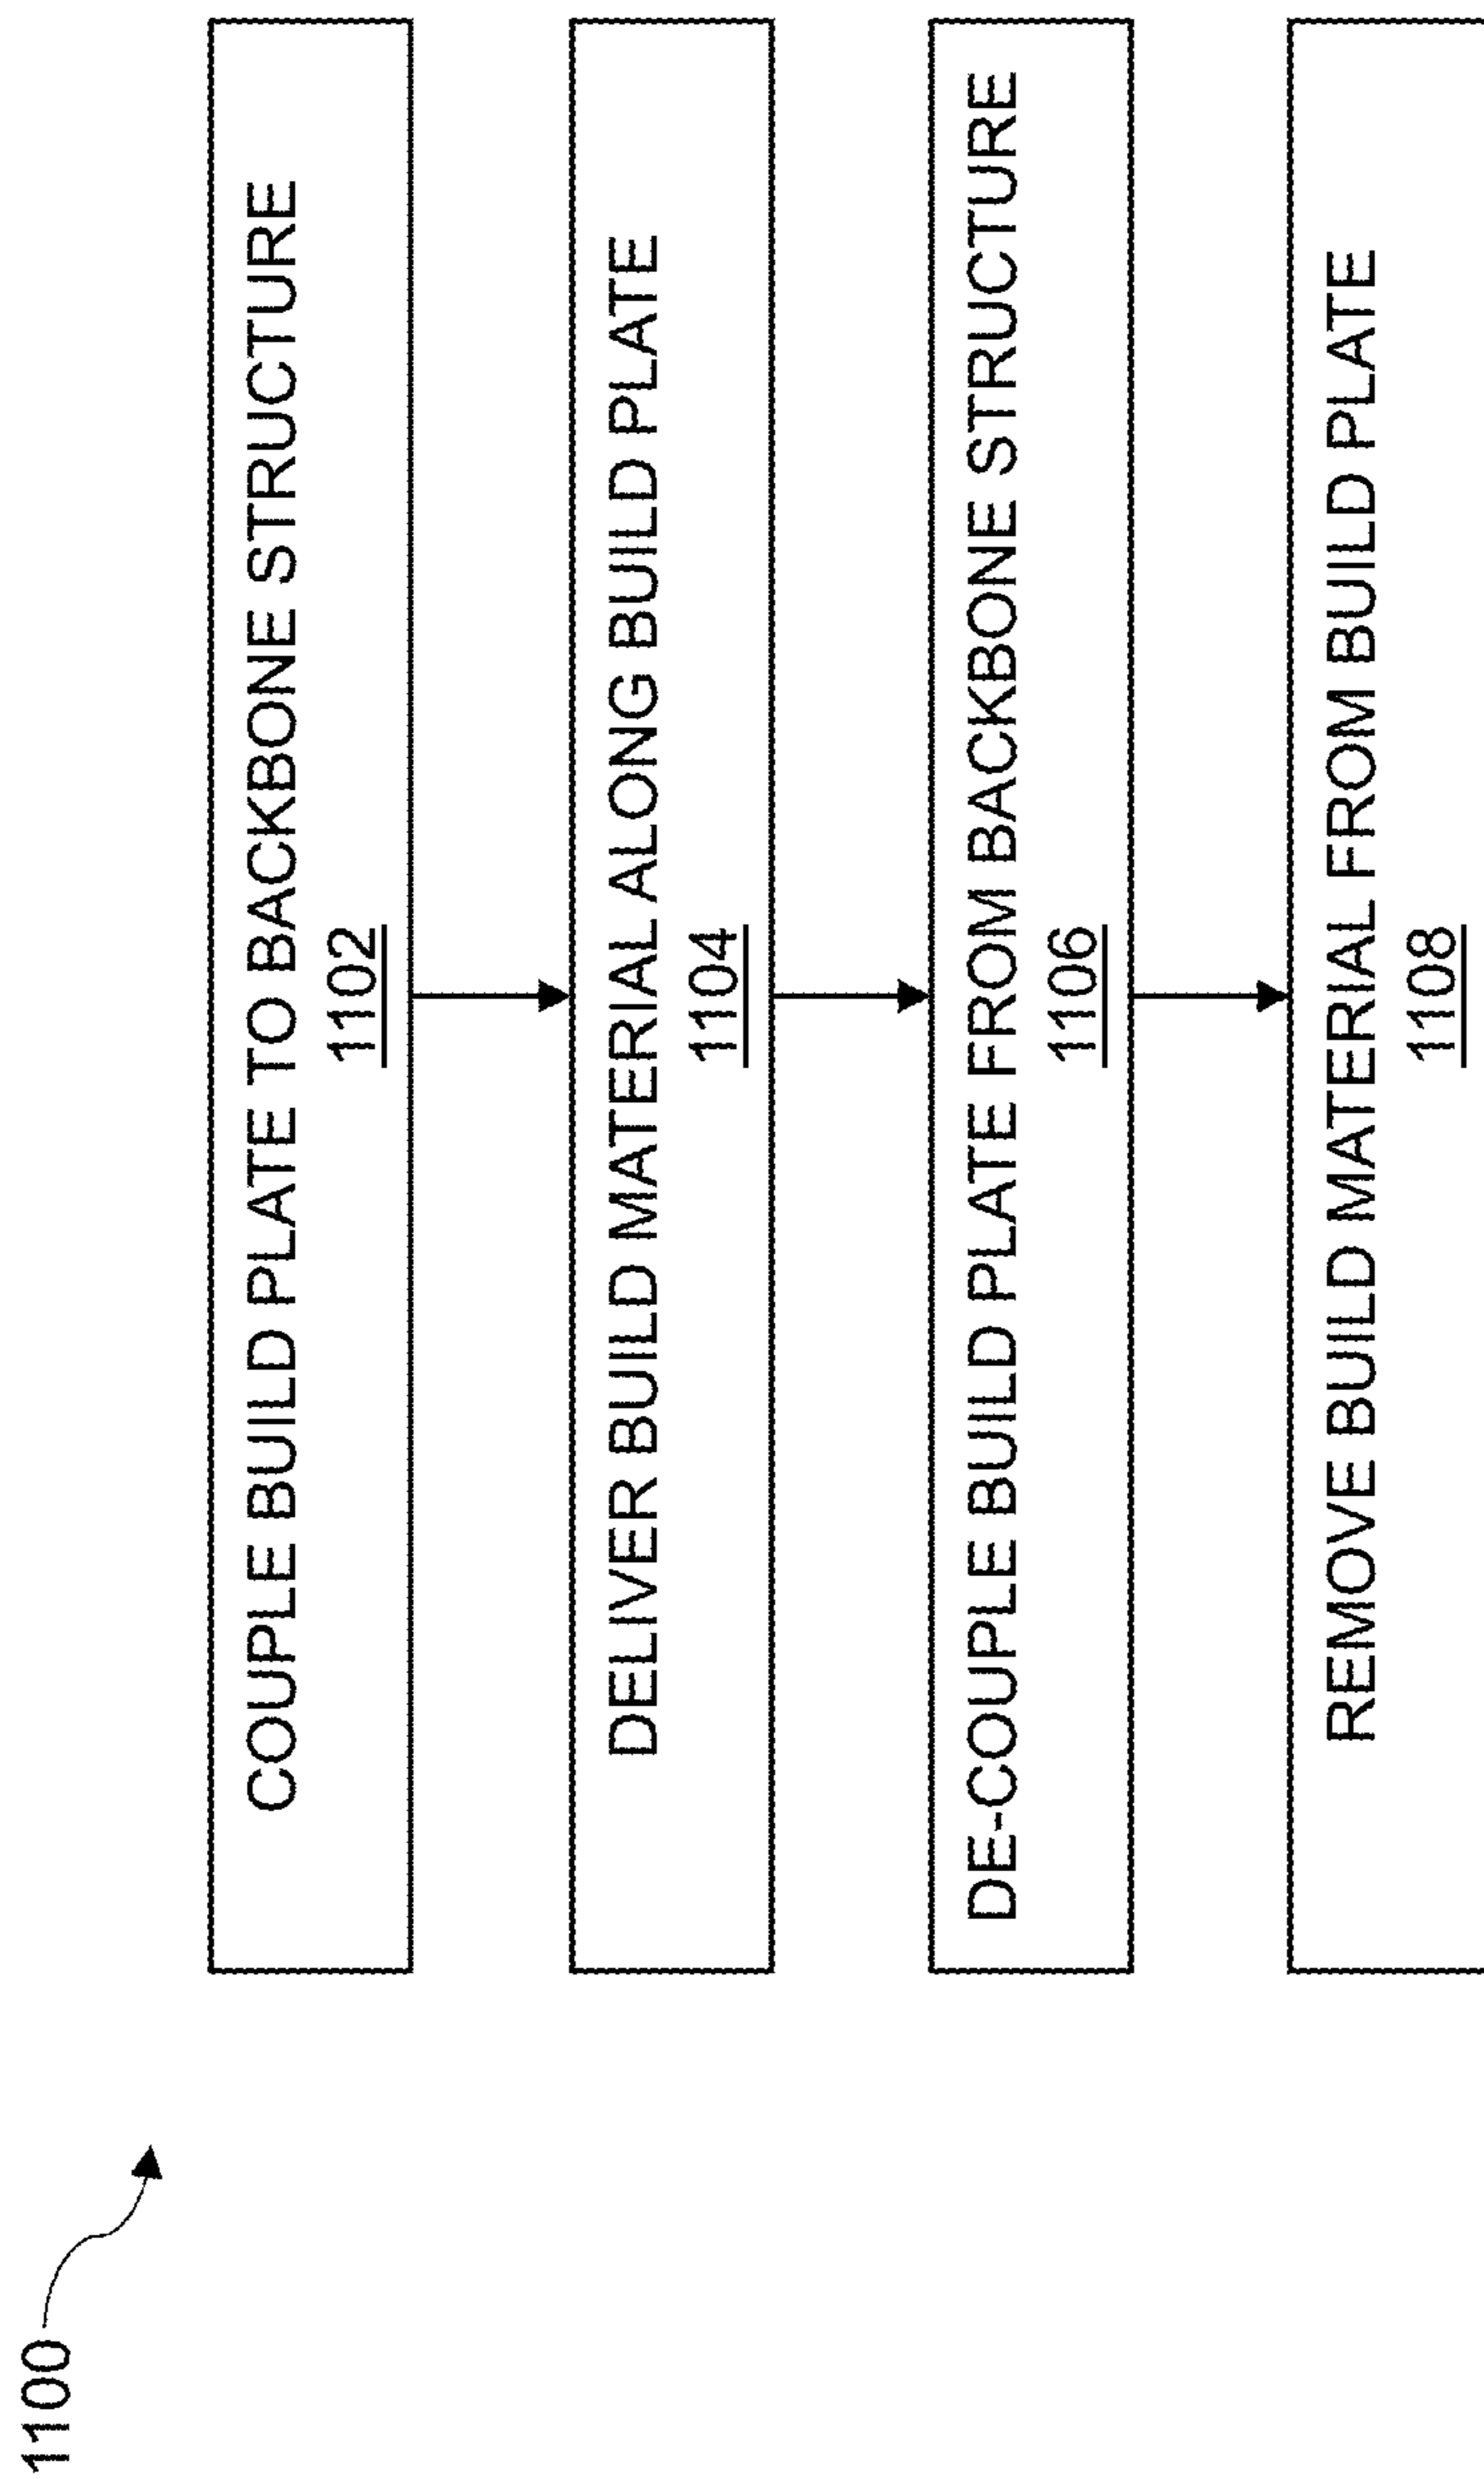 1100
COUPLE BUILD PLATE TO BACKBONE STRUCTURE
1102
DELIVER BUILD MATERIAL ALONG BUILD PLATE
1104
DE-COUPLE BUILD PLATE FROM BACKBONE STRUCTURE
1106
REMOVE BUILD MATERIAL FROM BUILD PLATE
1108